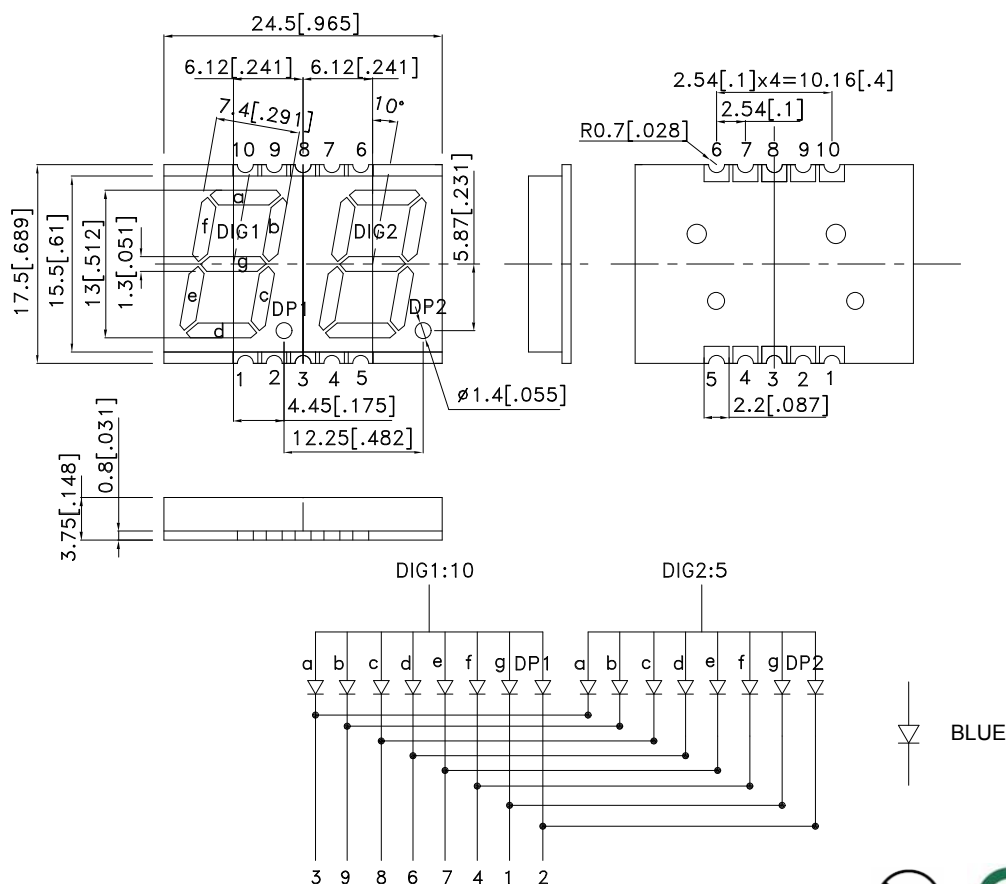 24.5[.965]
6.12[.241] 6.12[.241]
2.54[.1]x4=10.16[.4]
7.4[.291]
10°
2.54[.1]
R0.7[.028]
10 9 8 7 6
6 7 8 9 10
17.5[.689]
15.5[.61]
13[.512]
1.3[.051]
5.87[.231]
a
f DIG1 b
DIG2
g
e c
DP1 DP2
d
1 2 3 4 5
5 4 3 2 1
ø1.4[.055]
4.45[.175]
2.2[.087]
12.25[.482]
3.75[.148]
0.8[.031]
DIG1:10 DIG2:5
a b c d e f g DP1 a b c d e f g DP2
BLUE
3 9 8 6 7 4 1 2